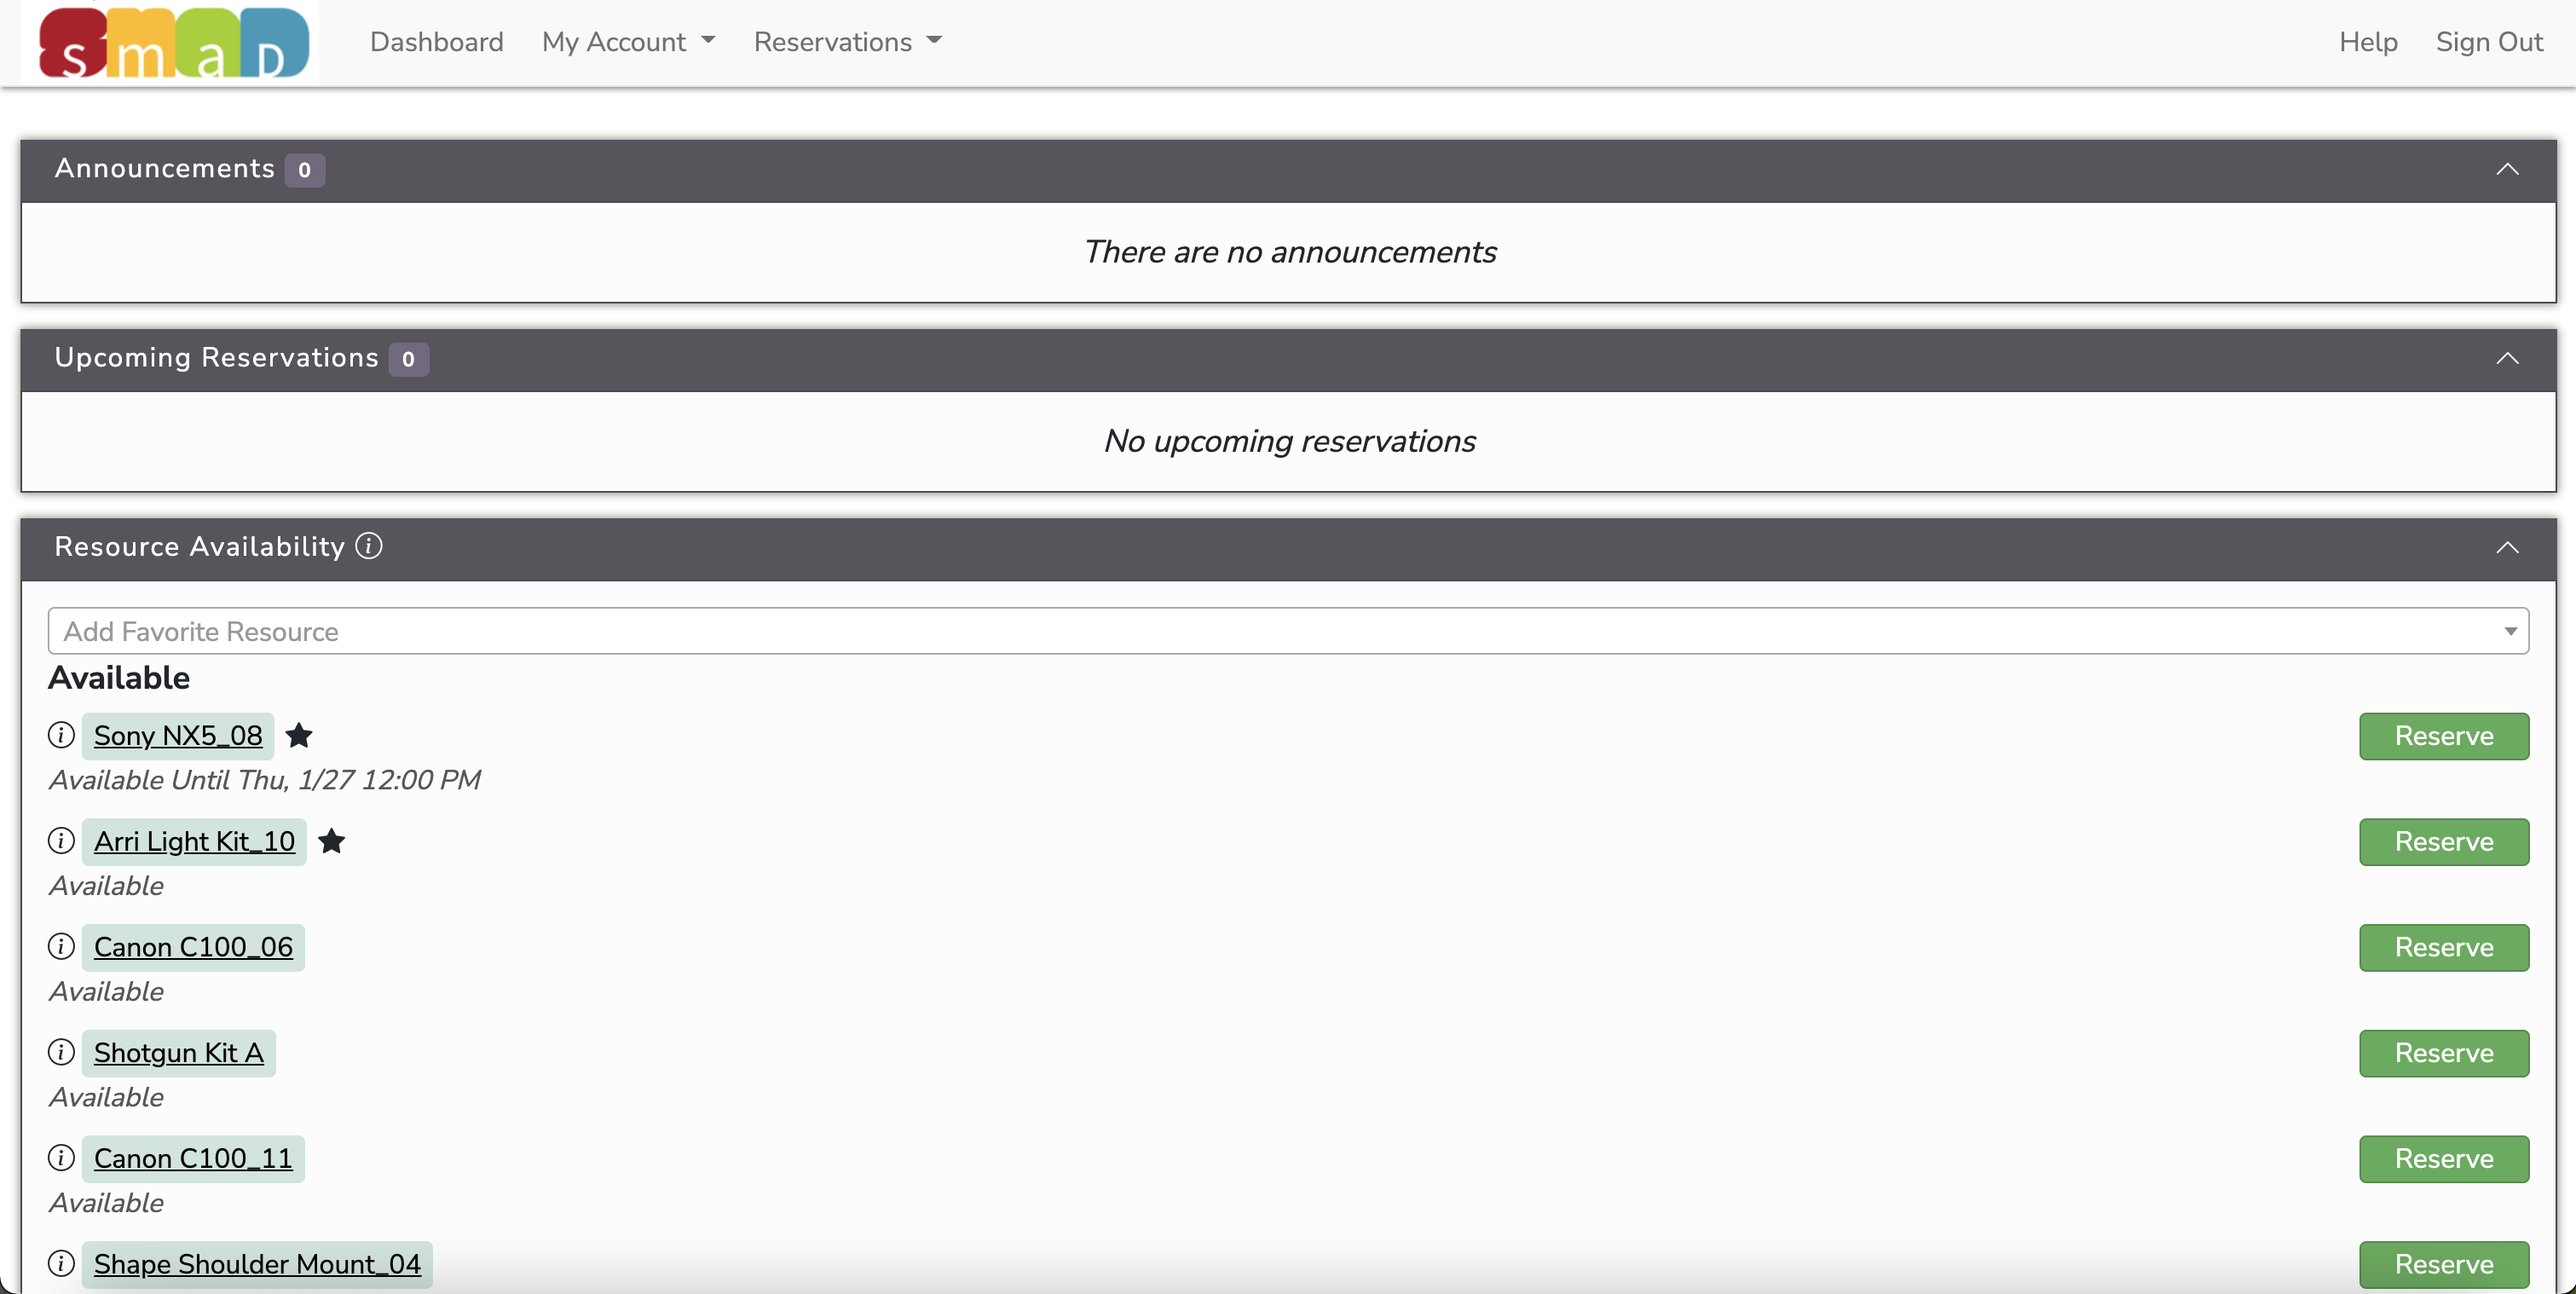 smaD
Dashboard My Account Reservations Help Sign Out
Announcements 0
There are no announcements
Upcoming Reservations 0
No upcoming reservations
Resource Availability i
Add Favorite Resource
Available
i Sony NX5_08 Reserve
Available Until Thu, 1/27 12:00 PM
i Arri Light Kit_10 Reserve
Available
i Canon C100_06 Reserve
Available
i Shotgun Kit A Reserve
Available
i Canon C100_11 Reserve
Available
i Shape Shoulder Mount_04 Reserve